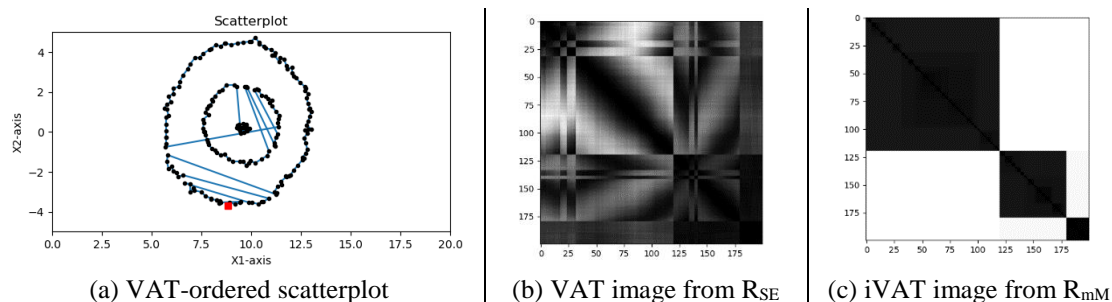 Scatterplot
X2-axis
4
2
0
−2
−4
0.0 2.5 5.0 7.5 10.0 12.5 15.0 17.5 20.0
X1-axis
(a) VAT-ordered scatterplot
0
25
50
75
100
125
150
175
0 25 50 75 100 125 150 175
(b) VAT image from RSE
0
25
50
75
100
125
150
175
0 25 50 75 100 125 150 175
(c) iVAT image from RmM